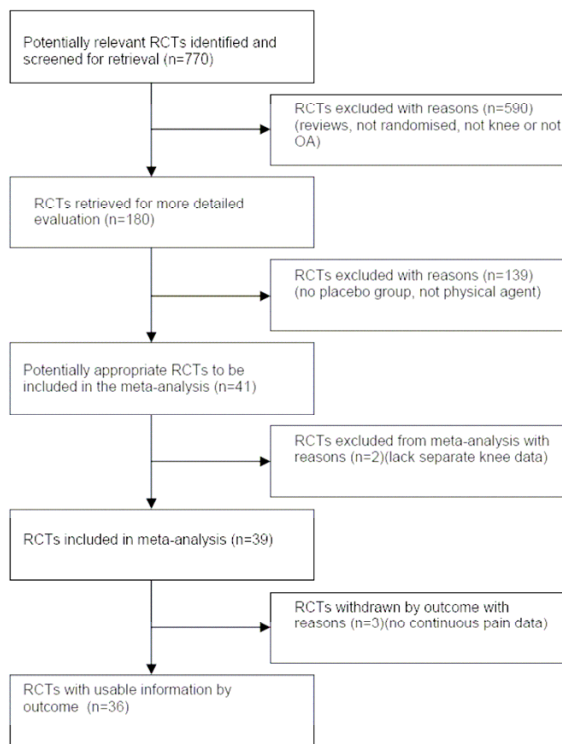 Potentially relevant RCTs identified and
screened for retrieval (n=770)
RCTs excluded with reasons (n=590)
(reviews, not randomised, not knee or not
OA)
RCTs retrieved for more detailed
evaluation (n=180)
RCTs excluded with reasons (n=139)
(no placebo group, not physical agent)
Potentially appropriate RCTs to be
included in the meta-analysis (n=41)
RCTs excluded from meta-analysis with
reasons (n=2)(lack separate knee data)
RCTs included in meta-analysis (n=39)
RCTs withdrawn by outcome with
reasons (n=3)(no continuous pain data)
RCTs with usable information by
outcome (n=36)